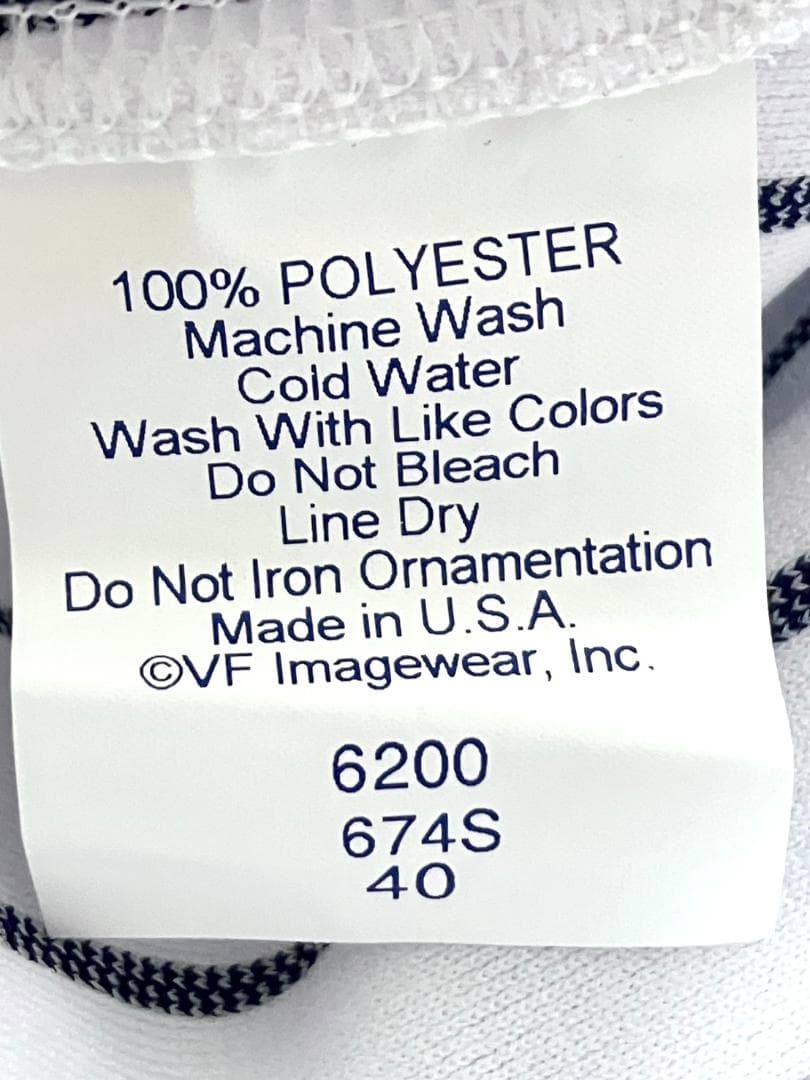 100% POLYESTER
Machine Wash
Cold Water
Wash With Like Colors
Do Not Bleach
Line Dry
Do Not Iron Ornamentation
Made in U.S.A.
©VF Imagewear, Inc.
6200
674S
40